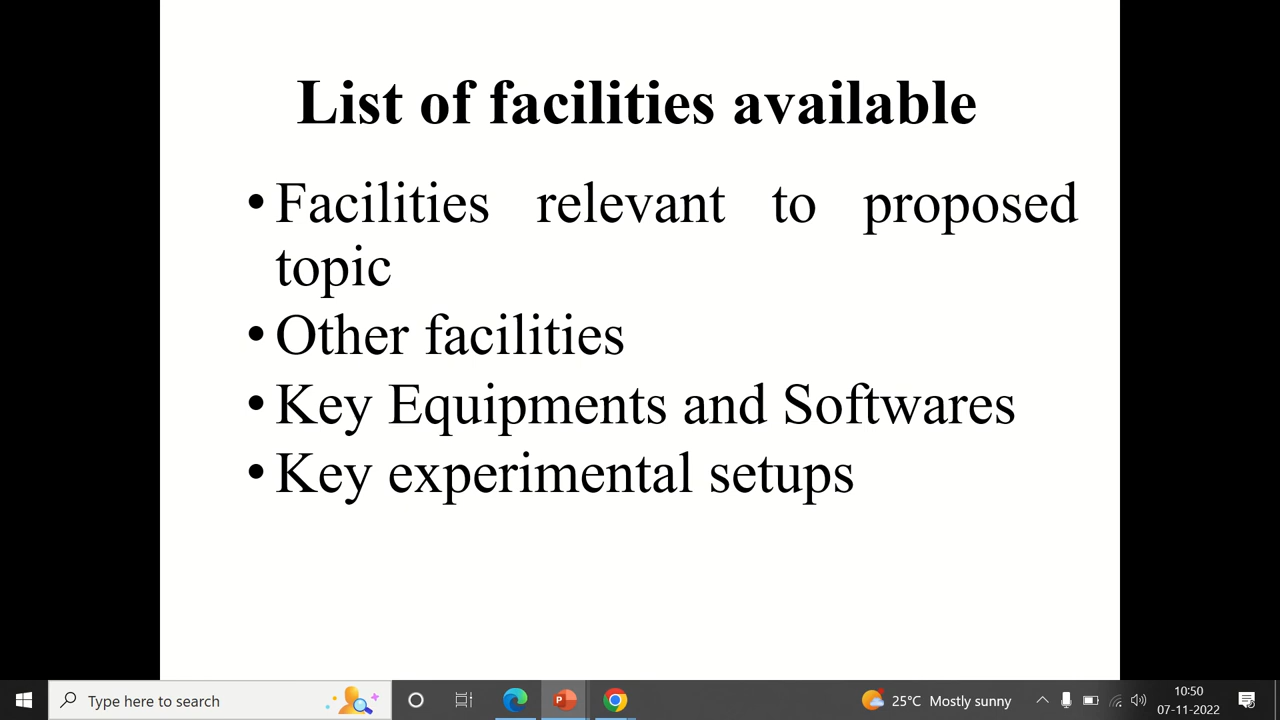 List of facilities available
• Facilities relevant to proposed
topic
• Other facilities
• Key Equipments and Softwares
• Key experimental setups
Type here to search
25°C Mostly sunny
10:50
07-11-2022